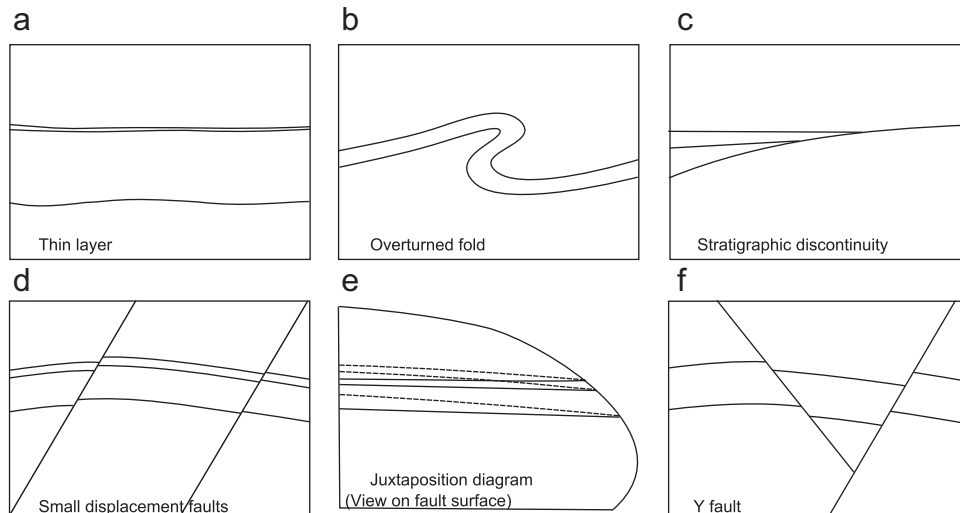 a
b
c
Thin layer
Overturned fold
Stratigraphic discontinuity
d
e
f
Small displacement faults
Juxtaposition diagram
(View on fault surface)
Y fault